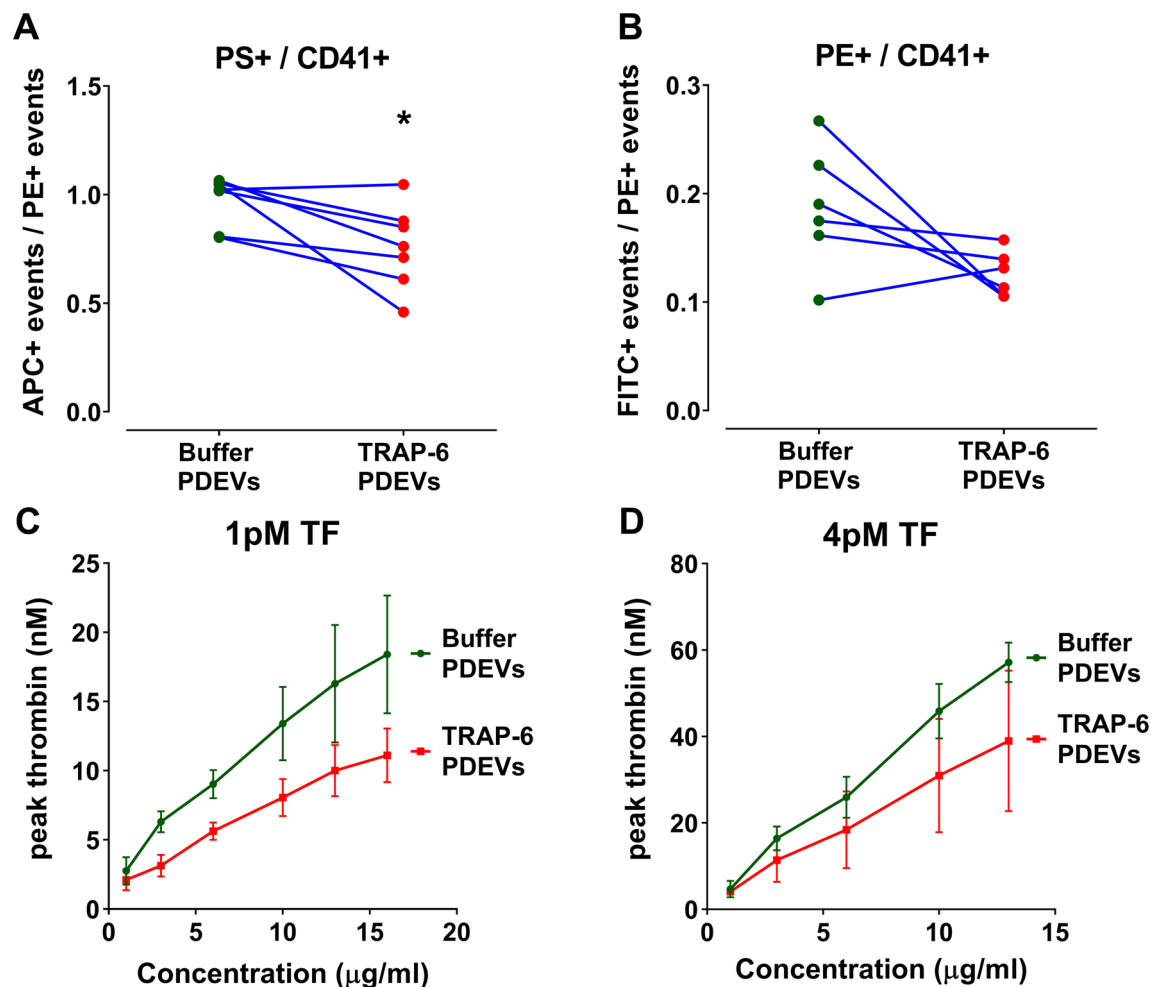 A
PS+ / CD41+
APC+ events / PE+ events
1.5
1.0
0.5
0.0
*
Buffer
PDEVs
TRAP-6
PDEVs
B
PE+ / CD41+
FITC+ events / PE+ events
0.3
0.2
0.1
0.0
Buffer
PDEVs
TRAP-6
PDEVs
C
1pM TF
peak thrombin (nM)
25
20
15
10
5
0
0
5
10
15
20
Concentration (μg/ml)
Buffer
PDEVs
TRAP-6
PDEVs
D
4pM TF
peak thrombin (nM)
80
60
40
20
0
0
5
10
15
Concentration (μg/ml)
Buffer
PDEVs
TRAP-6
PDEVs